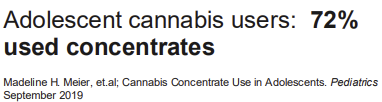 Adolescent cannabis users:  72%
used concentrates
Madeline H. Meier, et.al; Cannabis Concentrate Use in Adolescents. Pediatrics
September 2019